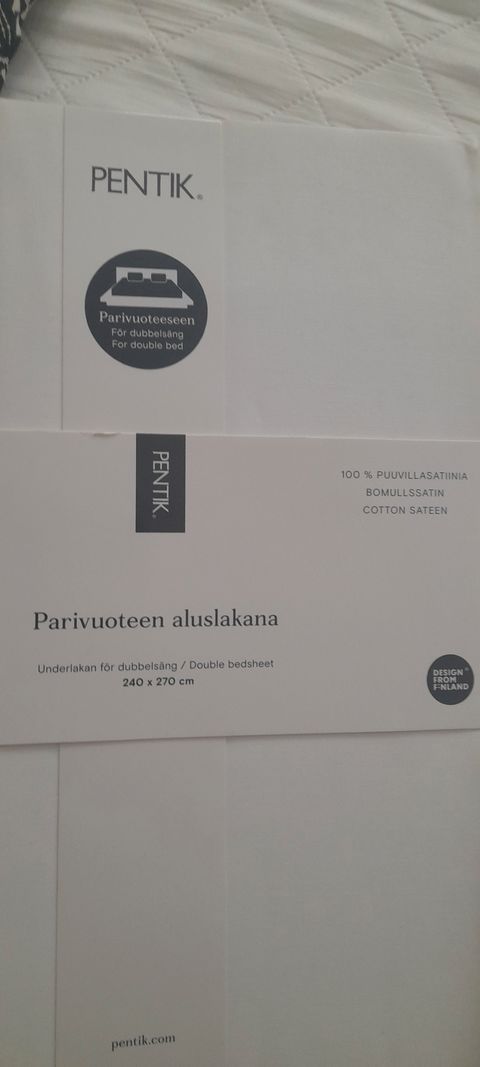 PENTIK®
Parivuoteeseen
För dubbelsäng
For double bed
PENTIK®
100 % PUUVILLASATIINIA
BOMULLSSATIN
COTTON SATEEN
Parivuoteen aluslakana
Underlakan för dubbelsäng / Double bedsheet
240 x 270 cm
DESIGN®
FROM
FINLAND
pentik.com